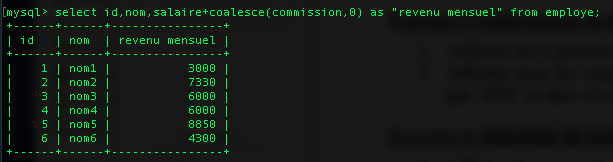 [mysql> select id,nom,salaire+coalesce(commission,0) as "revenu mensuel" from employe;
+------+------+----------------+
| id   | nom  | revenu mensuel |
+------+------+----------------+
|    1 | nom1 |           3000 |
|    2 | nom2 |           7330 |
|    3 | nom3 |           6000 |
|    4 | nom4 |           6000 |
|    5 | nom5 |           8850 |
|    6 | nom6 |           4300 |
+------+------+----------------+